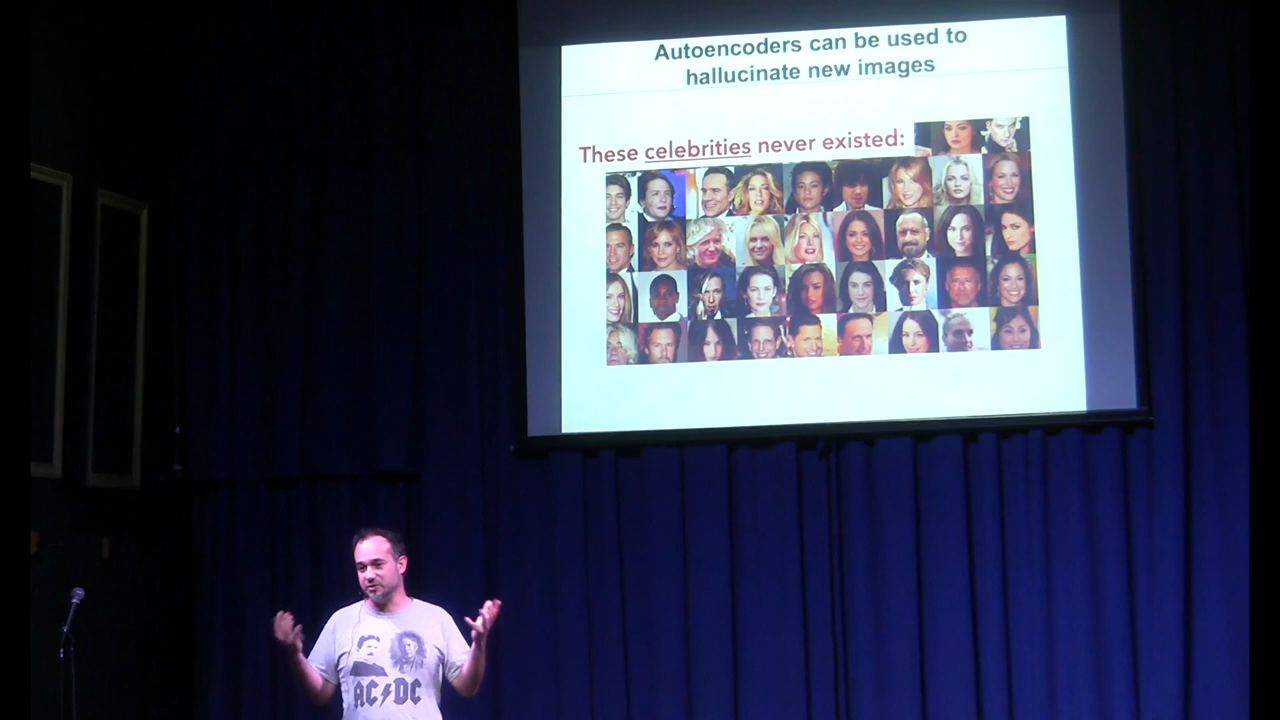 Autoencoders can be used to
hallucinate new images
These celebrities never existed:
AC⚡DC